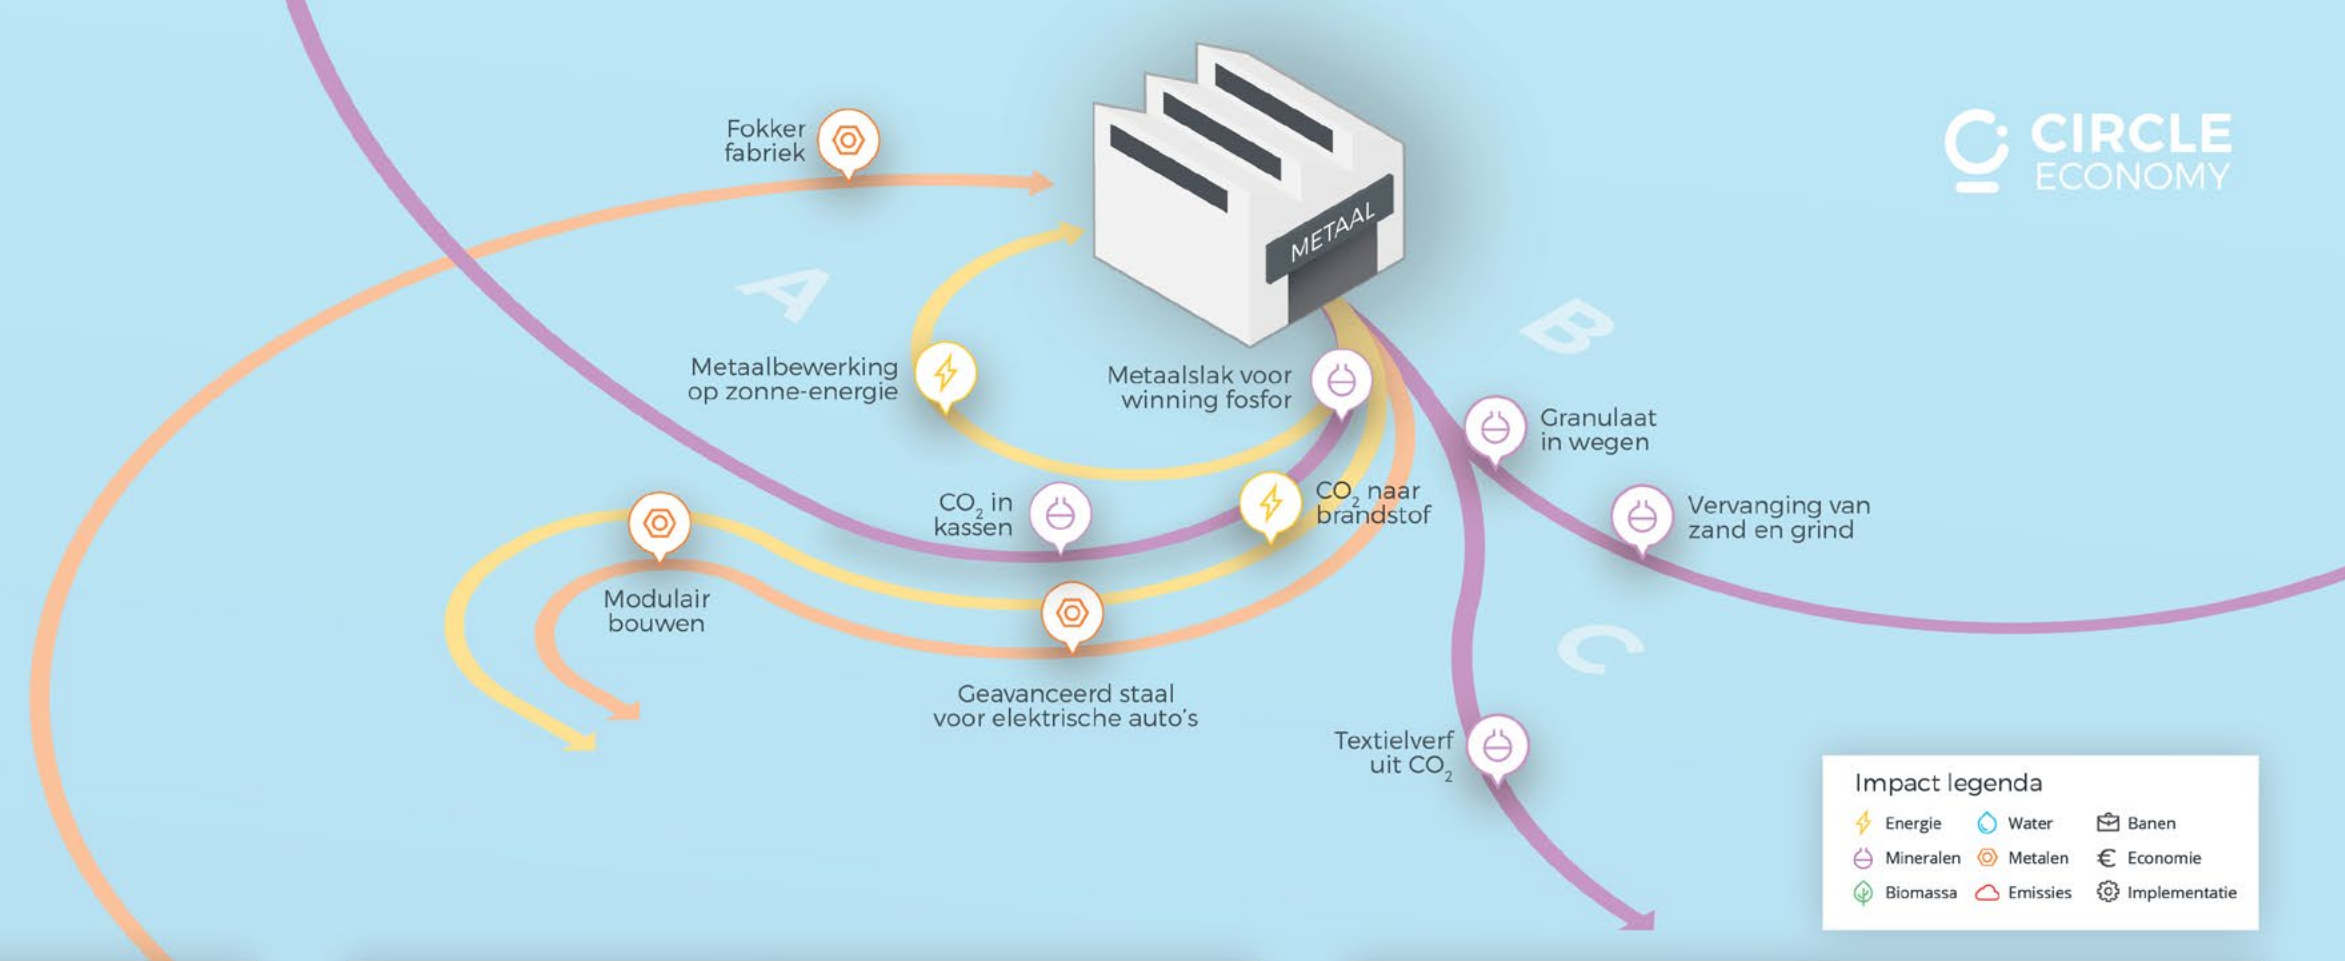 Fokker
fabriek
METAAL
CIRCLE
ECONOMY
A
B
Metaalbewerking
op zonne-energie
Metaalslak voor
winning fosfor
Granulaat
in wegen
CO₂ in
kassen
CO₂ naar
brandstof
Vervanging van
zand en grind
Modulair
bouwen
C
Geavanceerd staal
voor elektrische auto's
Textielverf
uit CO₂
Impact legenda
Energie
Water
Banen
Mineralen
Metalen
Economie
Biomassa
Emissies
Implementatie